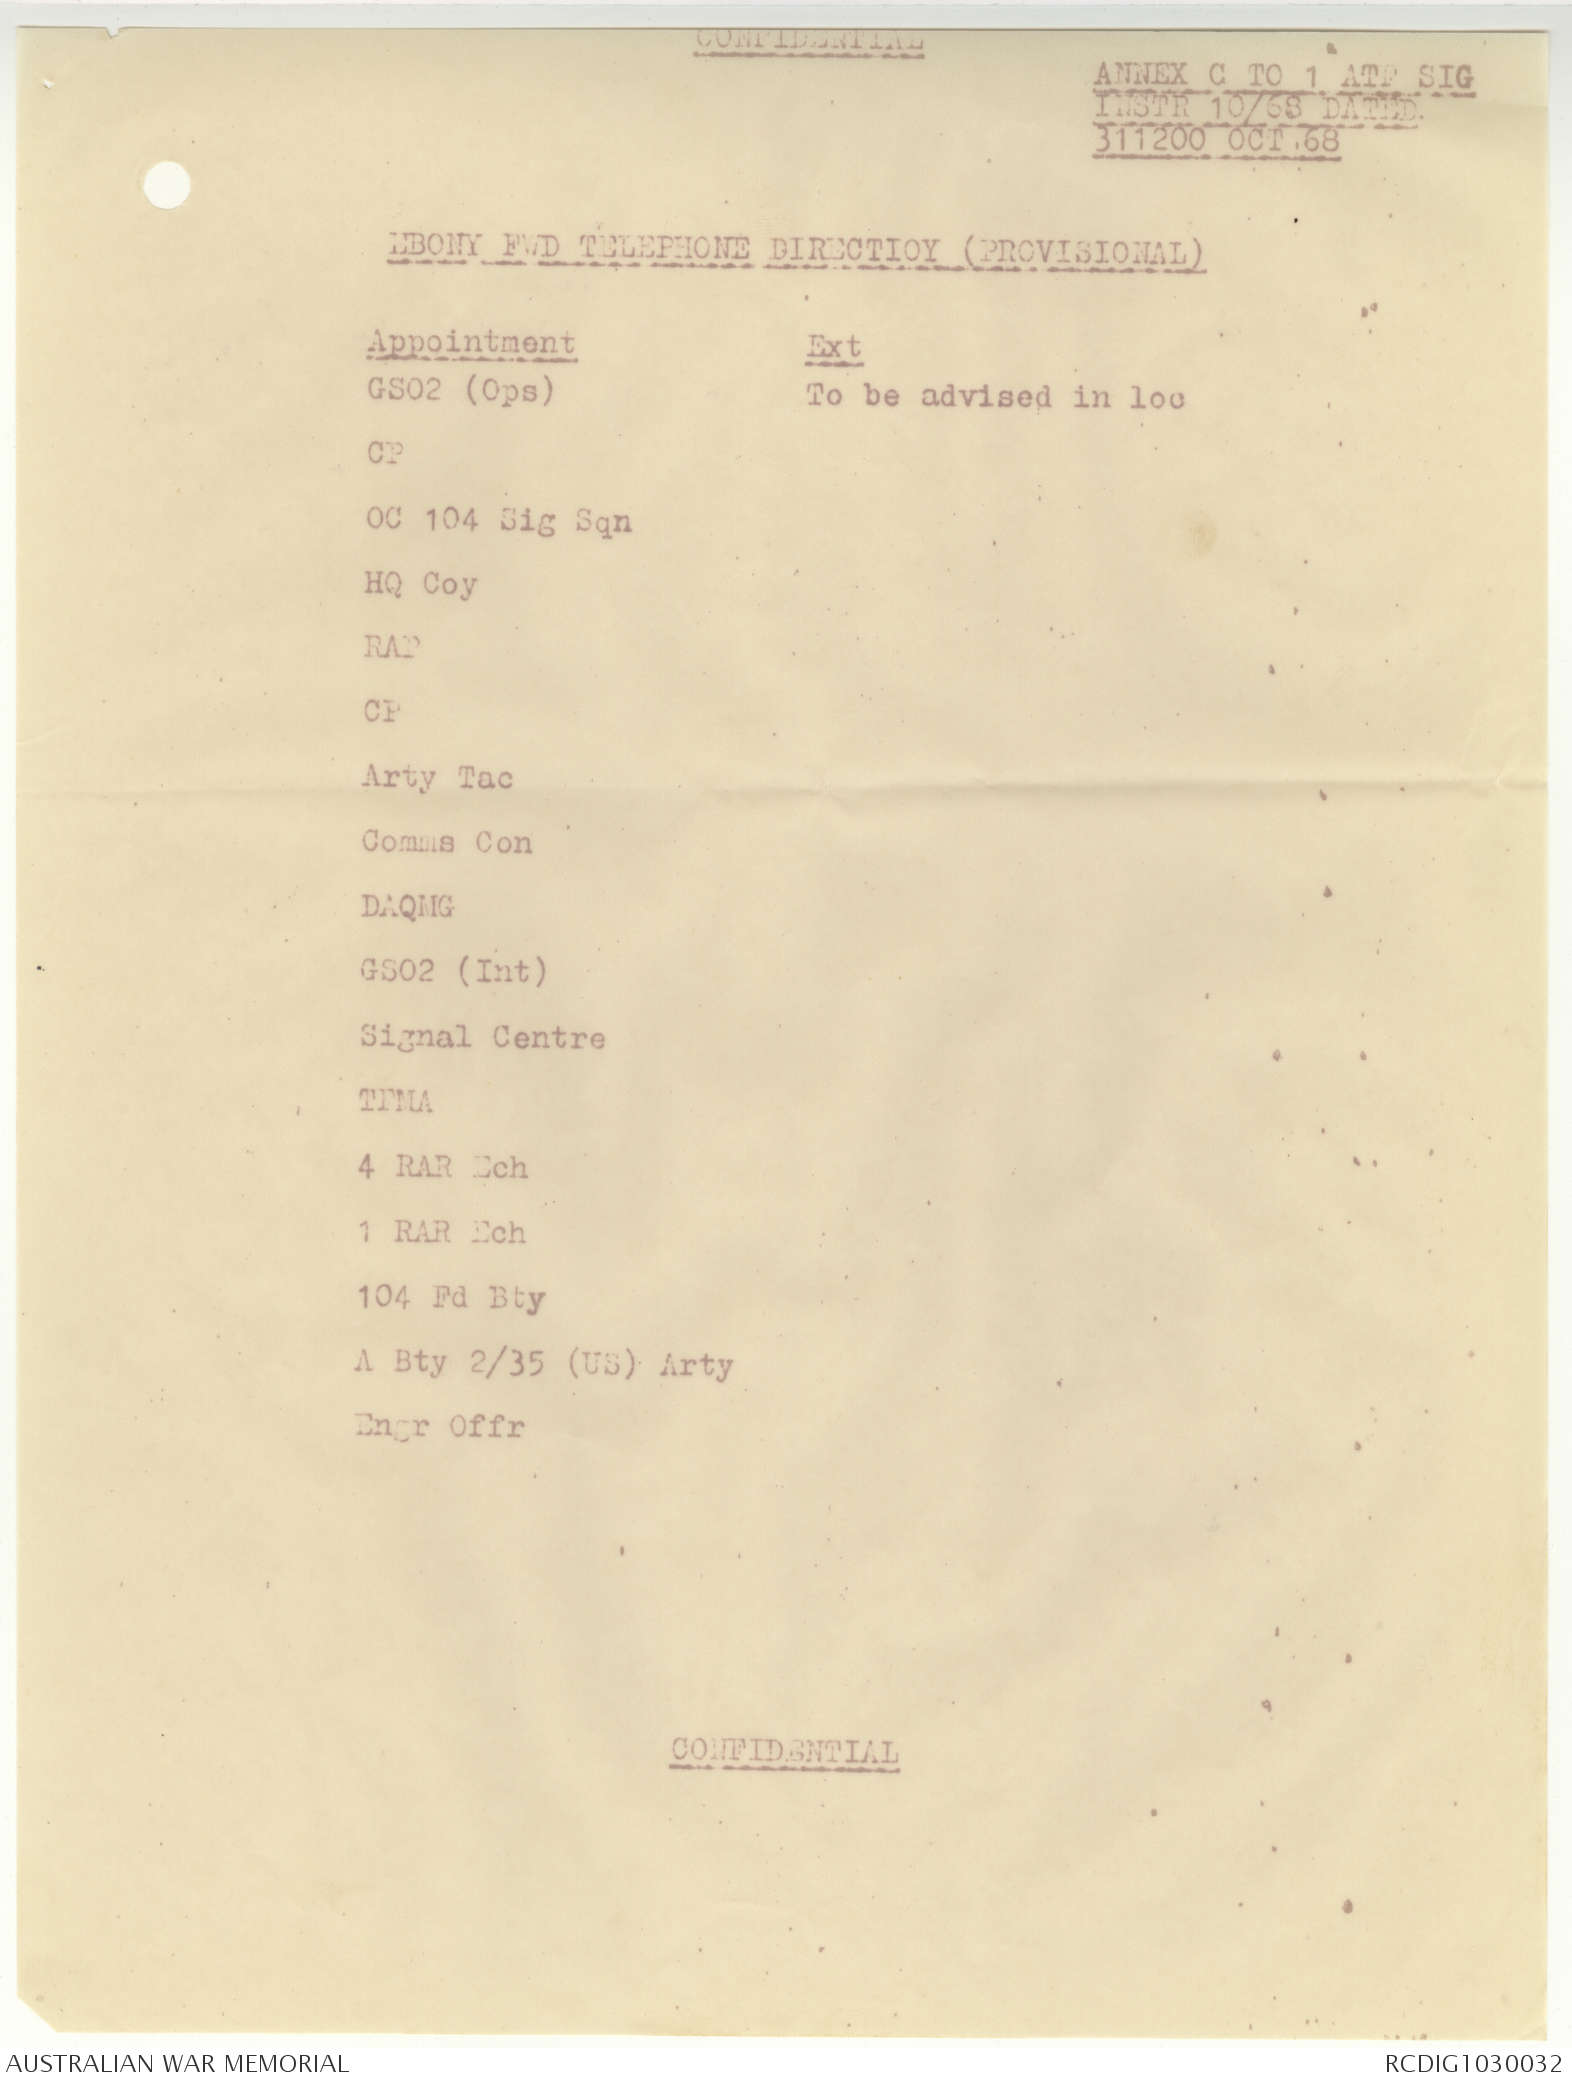 CONFIDENTIAL
ANNEX C TO 1 ATF SIG
INSTR 10/68 DATED.
311200 OCT.68
EBONY FWD TELEPHONE DIRECTIOY (PROVISIONAL)
Appointment Ext
GSO2 (Ops) To be advised in loc
CP
OC 104 Sig Sqn
HQ Coy
RAP
CP
Arty Tac
Comms Con
DAQMG
GSO2 (Int)
Signal Centre
TFMA
4 RAR Ech
1 RAR Ech
104 Fd Bty
A Bty 2/35 (US) Arty
Engr Offr
CONFIDENTIAL
AUSTRALIAN WAR MEMORIAL RCDIG1030032